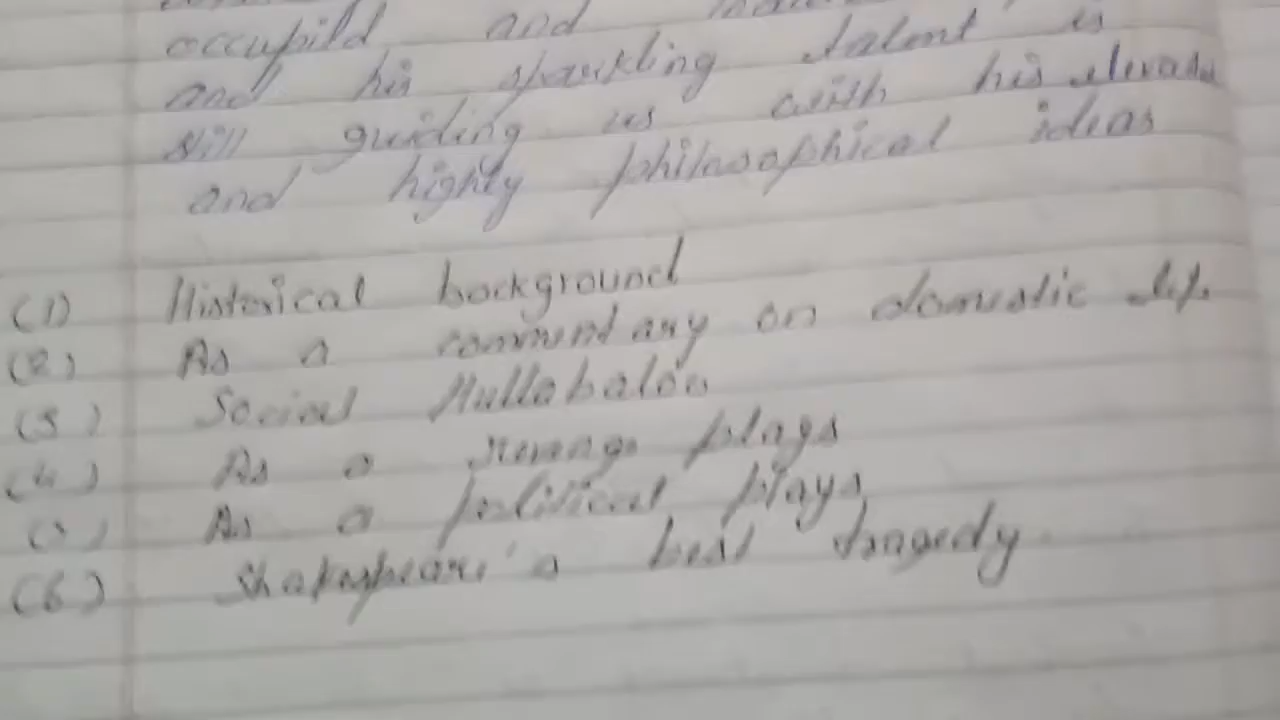 occupild and
and his sparkling talent is
still guiding us with his elevated
and highly philosophical ideas
(1) Historical background
(2) As a commentary on domestic life
(3) Social Hullabaloo
(4) As a revenge plays
(5) As a political plays
(6) Shakespeare's best tragedy